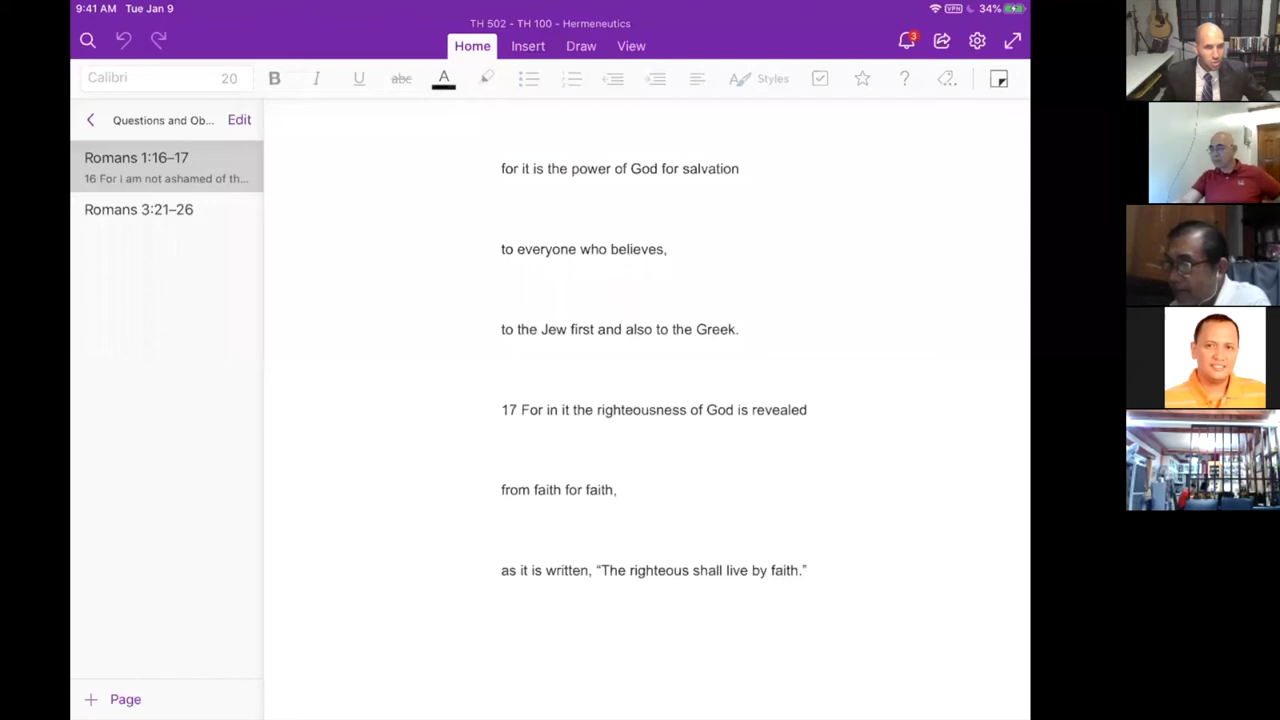 9:41 AM Tue Jan 9
VPN
34%
TH 502 - TH 100 - Hermeneutics
Home Insert Draw View
3
Calibri 20 B I U abc A Styles ?
Questions and Ob... Edit
Romans 1:16–17
16 For i am not ashamed of th...
Romans 3:21–26
for it is the power of God for salvation
to everyone who believes,
to the Jew first and also to the Greek.
17 For in it the righteousness of God is revealed
from faith for faith,
as it is written, “The righteous shall live by faith.”
+ Page